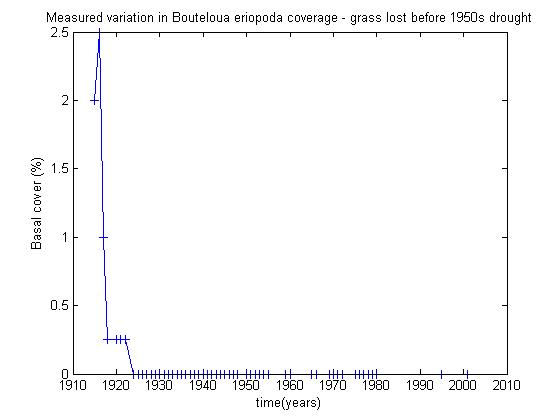 Measured variation in Bouteloua eriopoda coverage - grass lost before 1950s drought
2.5
2
1.5
1
0.5
0
Basal cover (%)
1910 1920 1930 1940 1950 1960 1970 1980 1990 2000 2010
time(years)